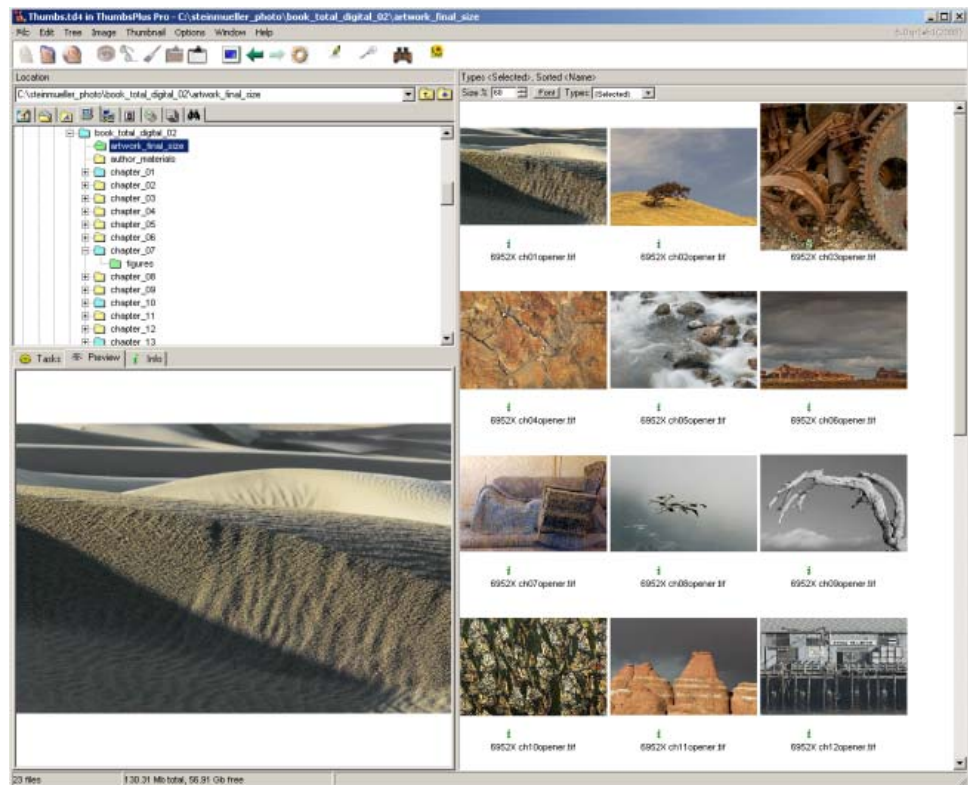 Thumbs.td4 in ThumbsPlus Pro - C:\steinmueller_photo\book_total_digital_02\artwork_final_size
File Edit Tree Image Thumbnail Options Window Help
Location
C:\steinmueller_photo\book_total_digital_02\artwork_final_size
book_total_digital_02
artwork_final_size
author_materials
chapter_01
chapter_02
chapter_03
chapter_04
chapter_05
chapter_06
chapter_07
figures
chapter_08
chapter_09
chapter_10
chapter_11
chapter_12
chapter_13
Tasks Preview i Info
Types <Selected>, Sorted <Name>
Size % 68 Font Types: (Selected)
6952X ch01opener.tif 6952X ch02opener.tif 6952X ch03opener.tif
6952X ch04opener.tif 6952X ch05opener.tif 6952X ch06opener.tif
6952X ch07opener.tif 6952X ch08opener.tif 6952X ch09opener.tif
6952X ch10opener.tif 6952X ch11opener.tif 6952X ch12opener.tif
23 files 130.31 Mb total, 56.91 Gb free